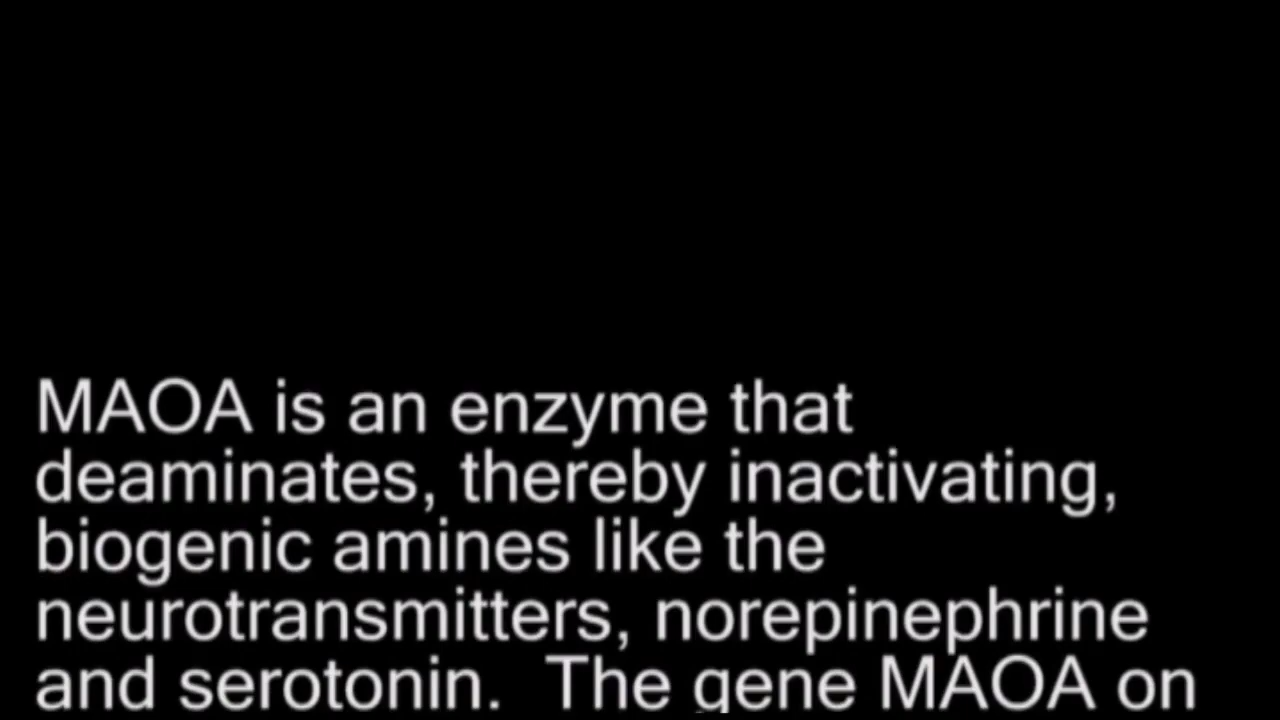 MAOA is an enzyme that
deaminates, thereby inactivating,
biogenic amines like the
neurotransmitters, norepinephrine
and serotonin.  The gene MAOA on